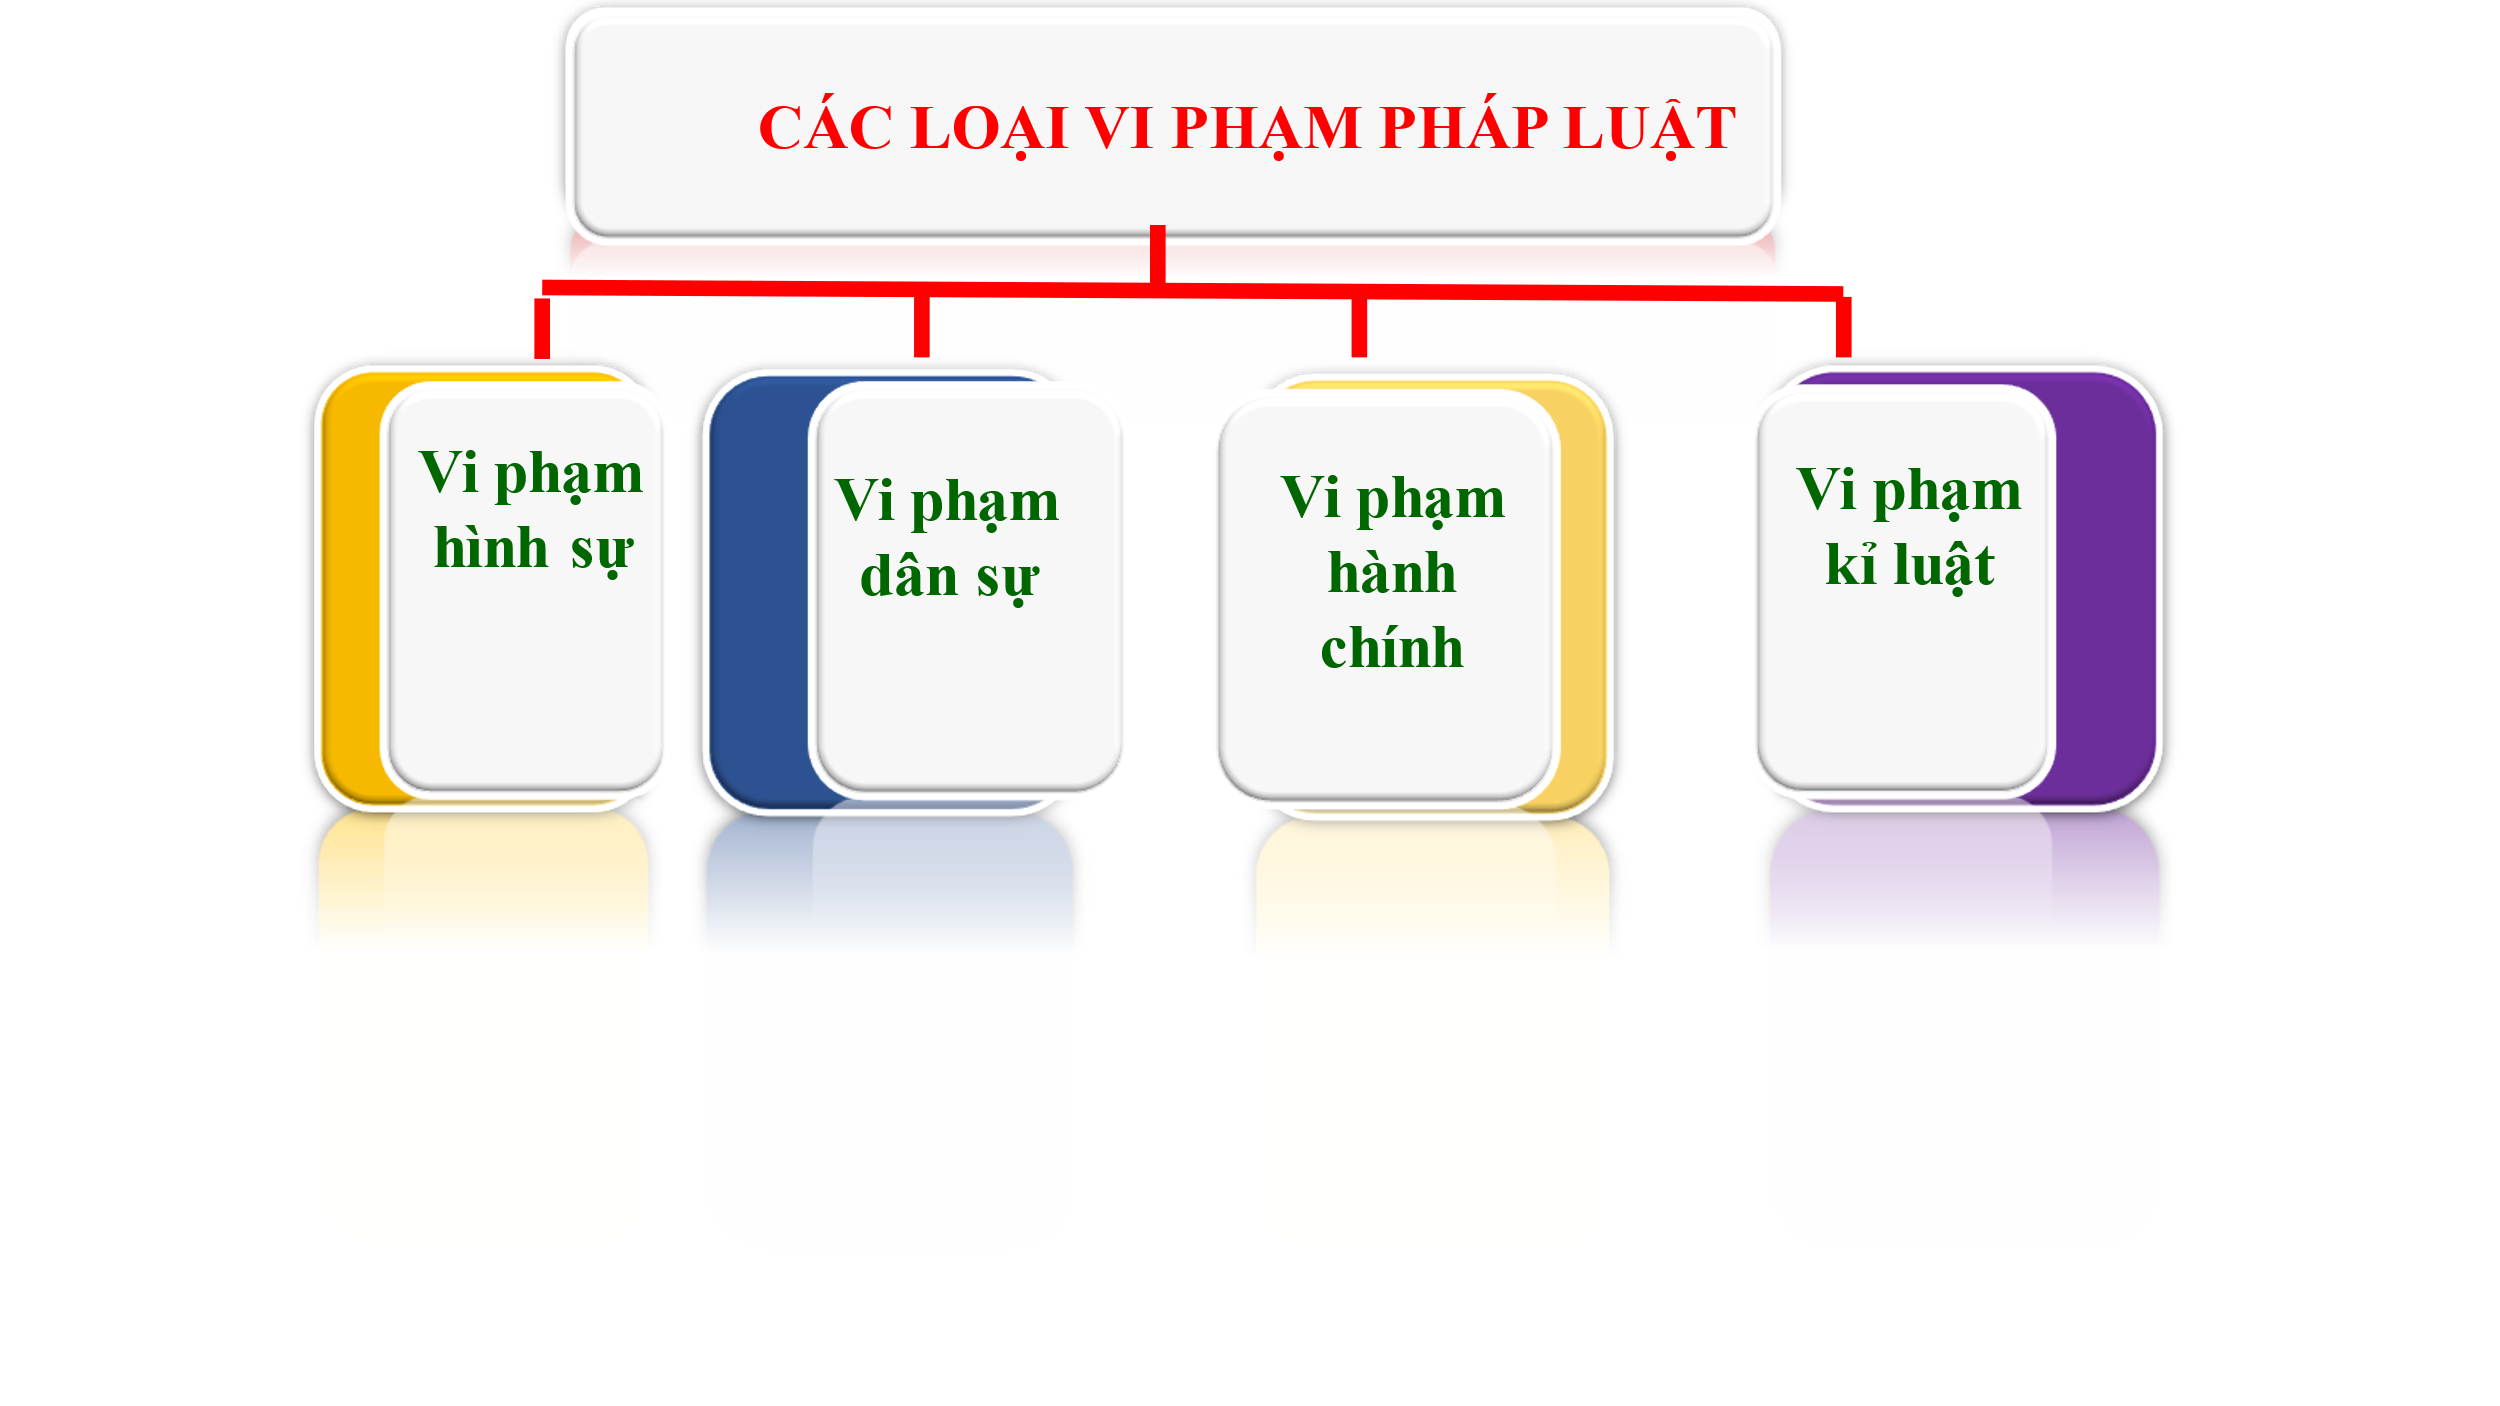 CÁC LOẠI VI PHẠM PHÁP LUẬT
Vi phạm
hình sự
Vi phạm
dân sự
Vi phạm
hành
chính
Vi phạm
kỉ luật